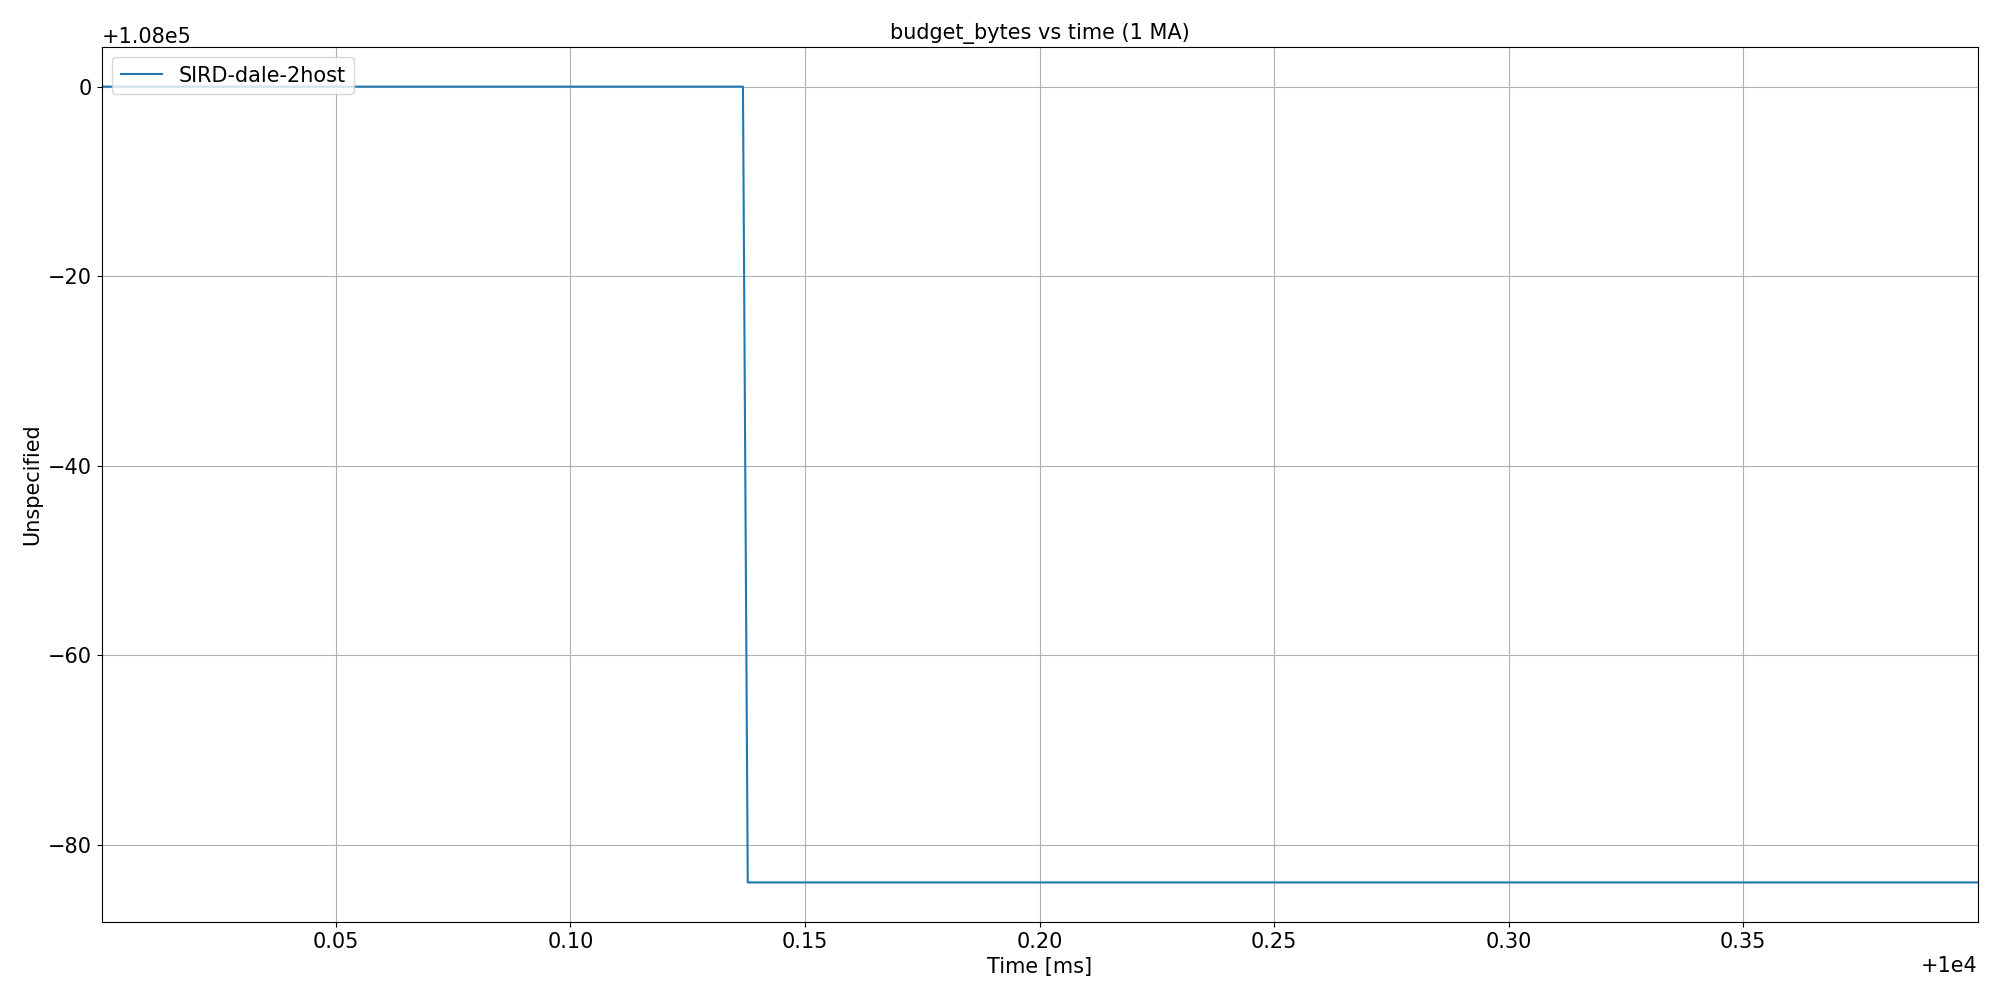 budget_bytes vs time (1 MA)
+1.08e5
SIRD-dale-2host
0
−20
−40
−60
−80
Unspecified
0.05 0.10 0.15 0.20 0.25 0.30 0.35
Time [ms]
+1e4